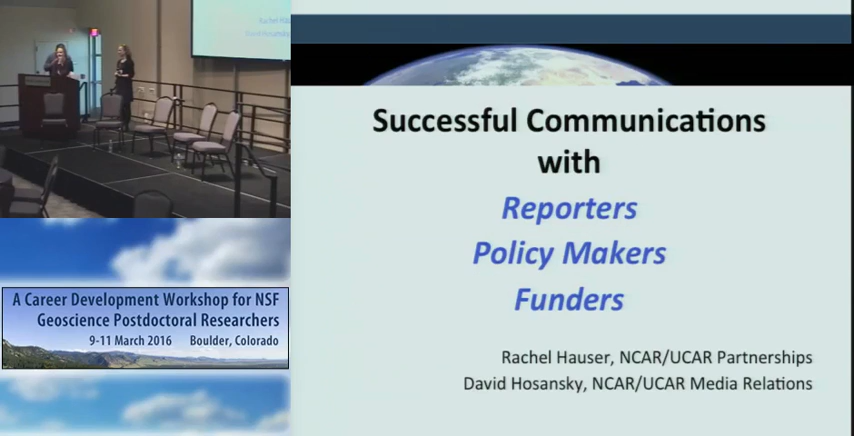 Successful Communications
with
Reporters
Policy Makers
Funders
Rachel Hauser, NCAR/UCAR Partnerships
David Hosansky, NCAR/UCAR Media Relations
A Career Development Workshop for NSF
Geoscience Postdoctoral Researchers
9-11 March 2016 Boulder, Colorado